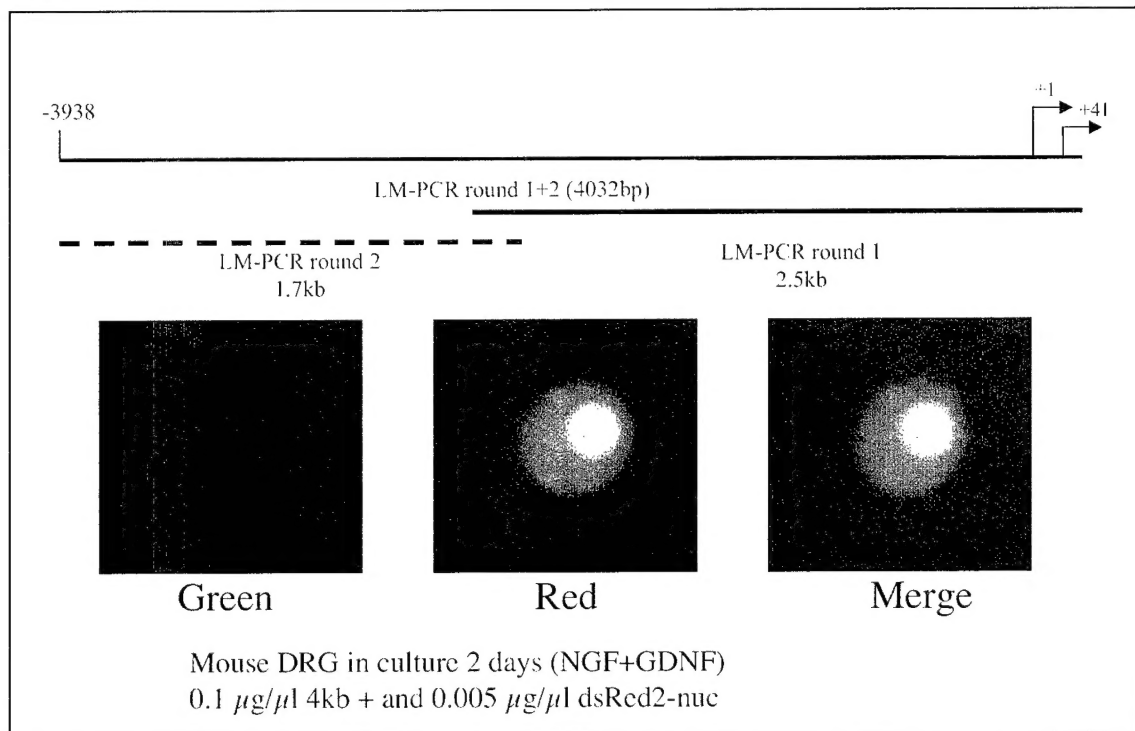 +1
-3938
+41
LM-PCR round 1+2 (4032bp)
LM-PCR round 2
1.7kb
LM-PCR round 1
2.5kb
Green
Red
Merge
Mouse DRG in culture 2 days (NGF+GDNF)
0.1 µg/µl 4kb + and 0.005 µg/µl dsRed2-nuc